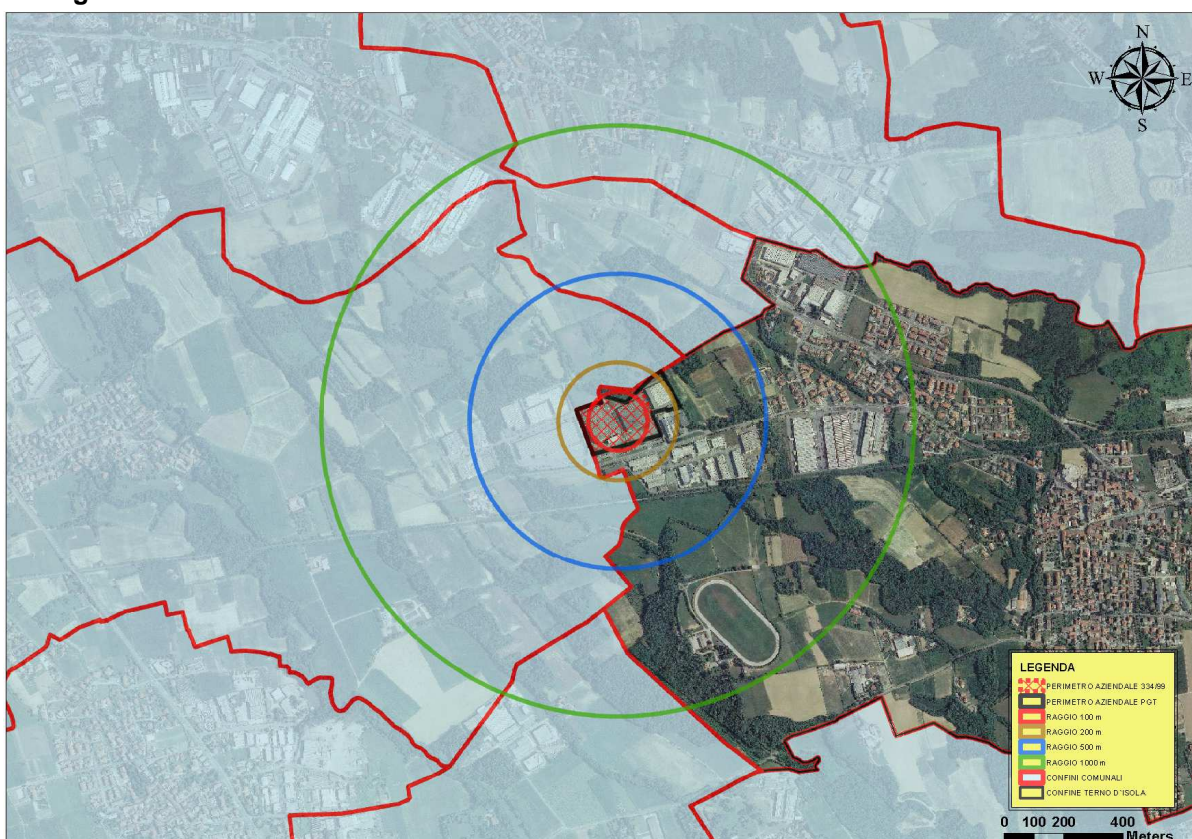 N
W E
S
LEGENDA
PERIMETRO AZIENDALE 334/99
PERIMETRO AZIENDALE PGT
RAGGIO 100 m
RAGGIO 200 m
RAGGIO 500 m
RAGGIO 1000 m
CONFINI COMUNALI
CONFINE TERNO D'ISOLA
0 100 200 400
Meters